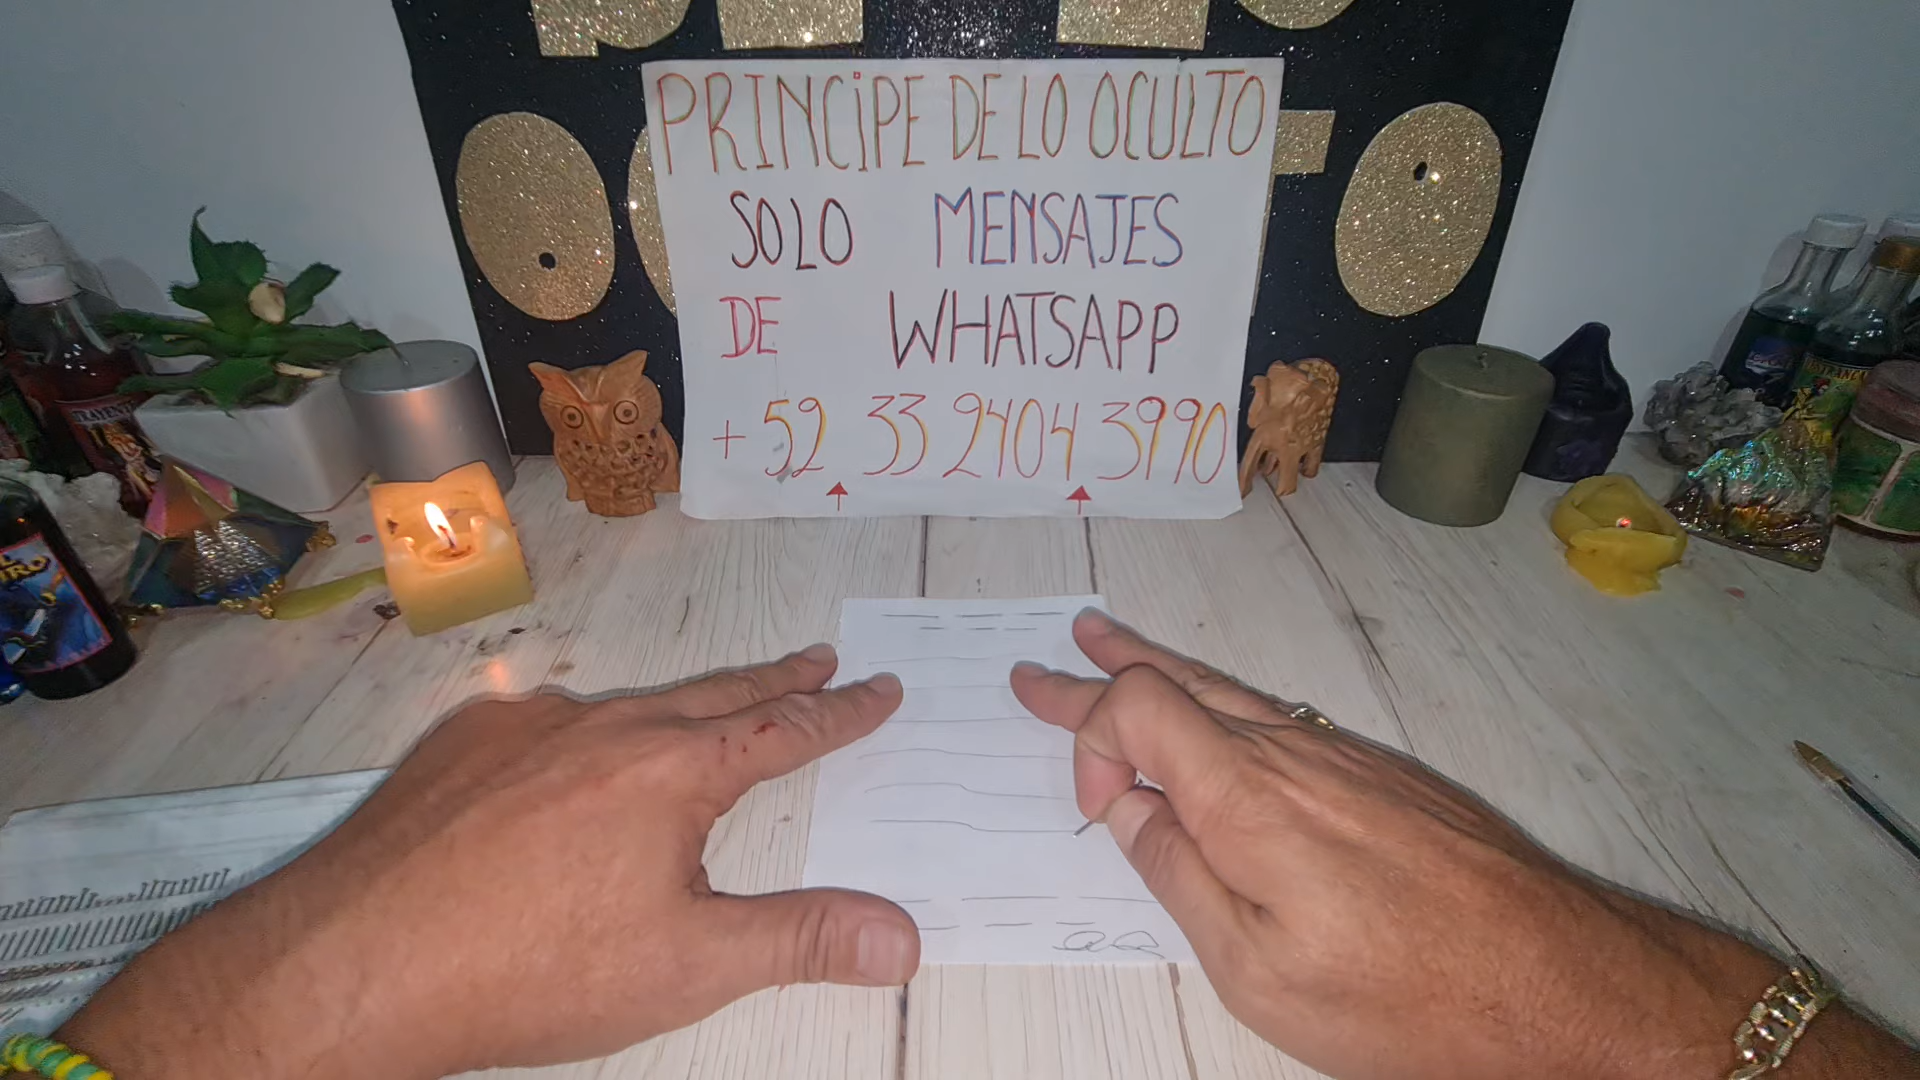 PRINCIPE DE LO OCULTO
SOLO MENSAJES
DE WHATSAPP
+ 52 33 2404 3990